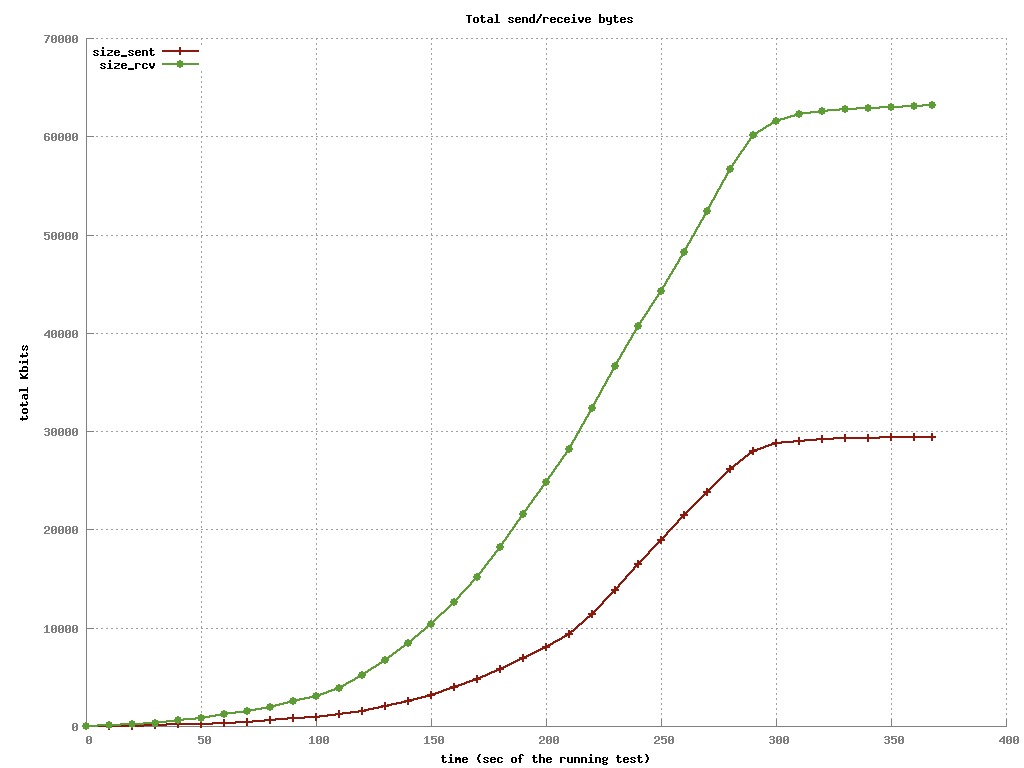 Total send/receive bytes
70000
size_sent
size_rcv
60000
50000
40000
total Kbits
30000
20000
10000
0
0 50 100 150 200 250 300 350 400
time (sec of the running test)